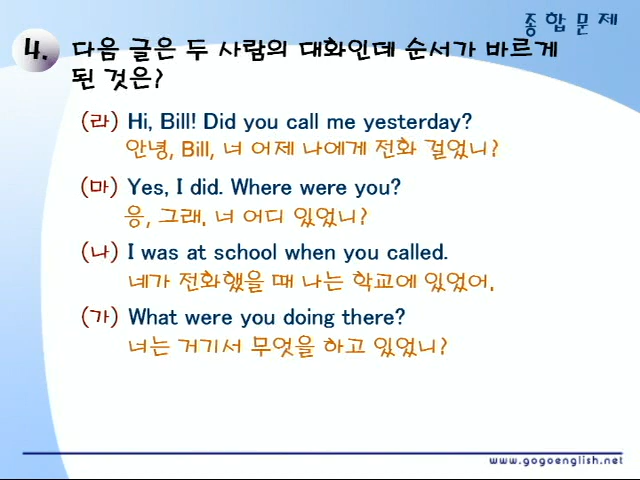 종합문제
4. 다음 글은 두 사람의 대화인데 순서가 바르게
된 것은?
(라) Hi, Bill! Did you call me yesterday?
안녕, Bill, 너 어제 나에게 전화 걸었니?
(마) Yes, I did. Where were you?
응, 그래. 너 어디 있었니?
(나) I was at school when you called.
네가 전화했을 때 나는 학교에 있었어.
(가) What were you doing there?
너는 거기서 무엇을 하고 있었니?
www.gogoenglish.net